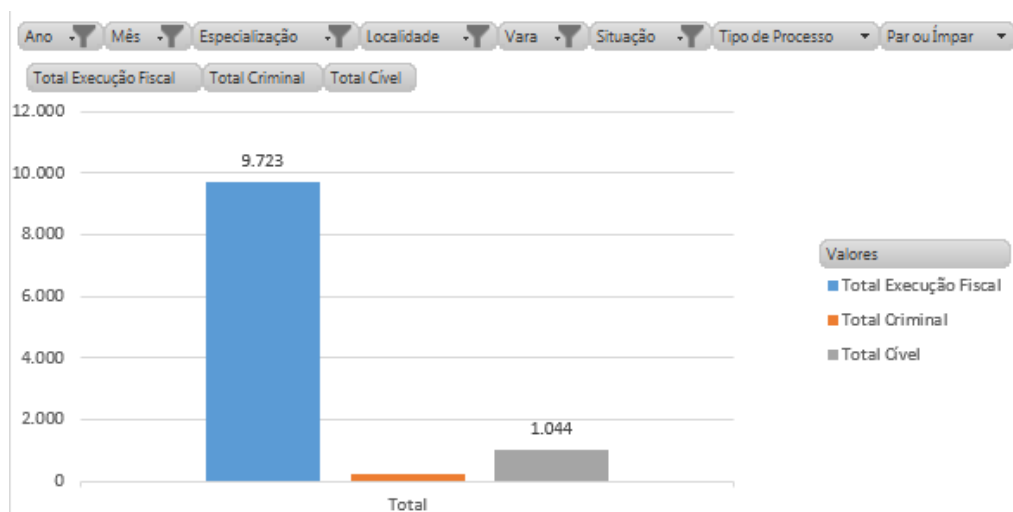 Ano Mês Especialização Localidade Vara Situação Tipo de Processo Par ou Ímpar
Total Execução Fiscal Total Criminal Total Cível
12.000
10.000
8.000
6.000
4.000
2.000
0
9.723
1.044
Total
Valores
Total Execução Fiscal
Total Criminal
Total Cível